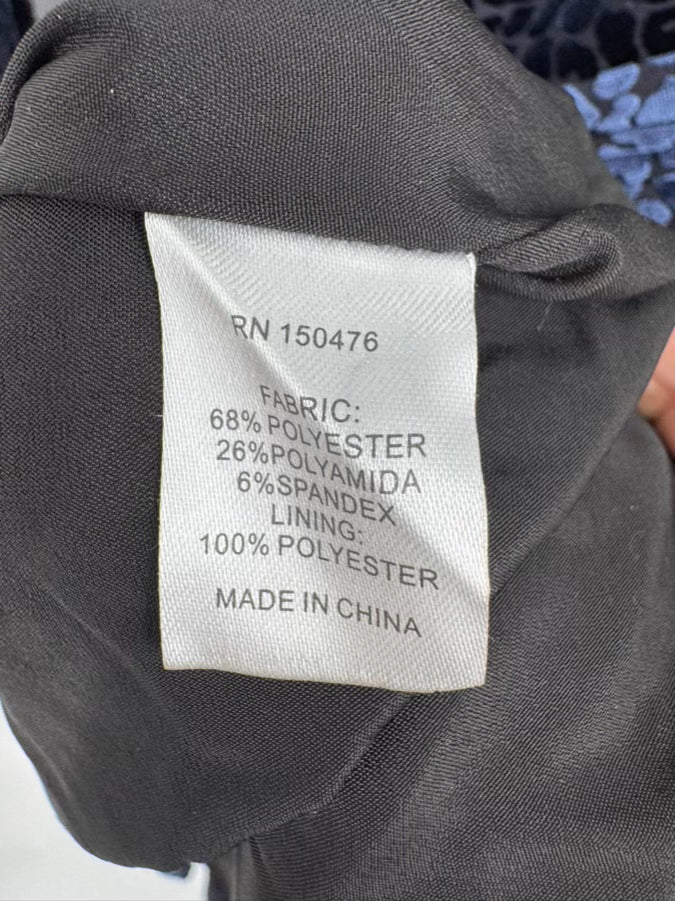 RN 150476
FABRIC:
68% POLYESTER
26%POLYAMIDA
6%SPANDEX
LINING:
100% POLYESTER
MADE IN CHINA